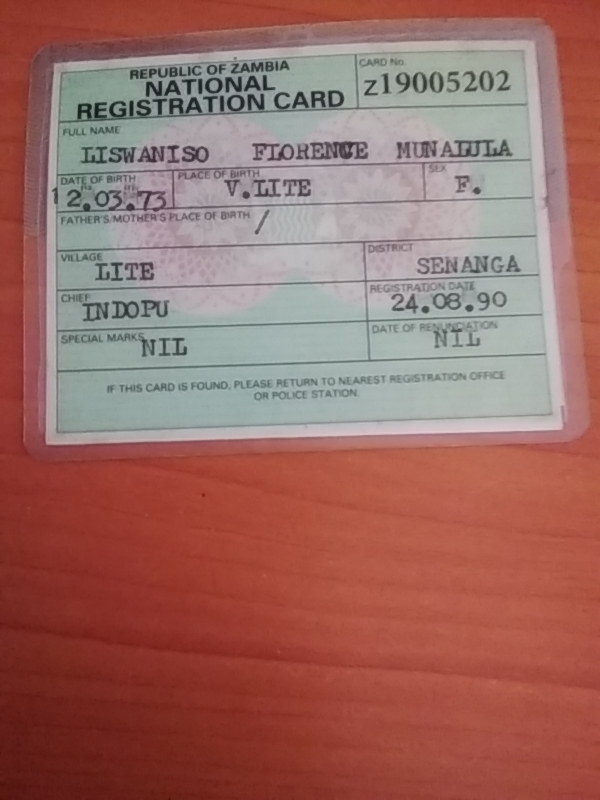 REPUBLIC OF ZAMBIA
NATIONAL
REGISTRATION CARD
CARD No.
z19005202
FULL NAME
LISWANISO FLORENCE MUNALULA
DATE OF BIRTH
12.03.73
PLACE OF BIRTH
V.LITE
SEX
F.
FATHER'S/MOTHER'S PLACE OF BIRTH
/
VILLAGE
LITE
DISTRICT
SENANGA
CHIEF
INDOPU
REGISTRATION DATE
24.08.90
SPECIAL MARKS
NIL
DATE OF RENUNCIATION
NIL
IF THIS CARD IS FOUND, PLEASE RETURN TO NEAREST REGISTRATION OFFICE
OR POLICE STATION.